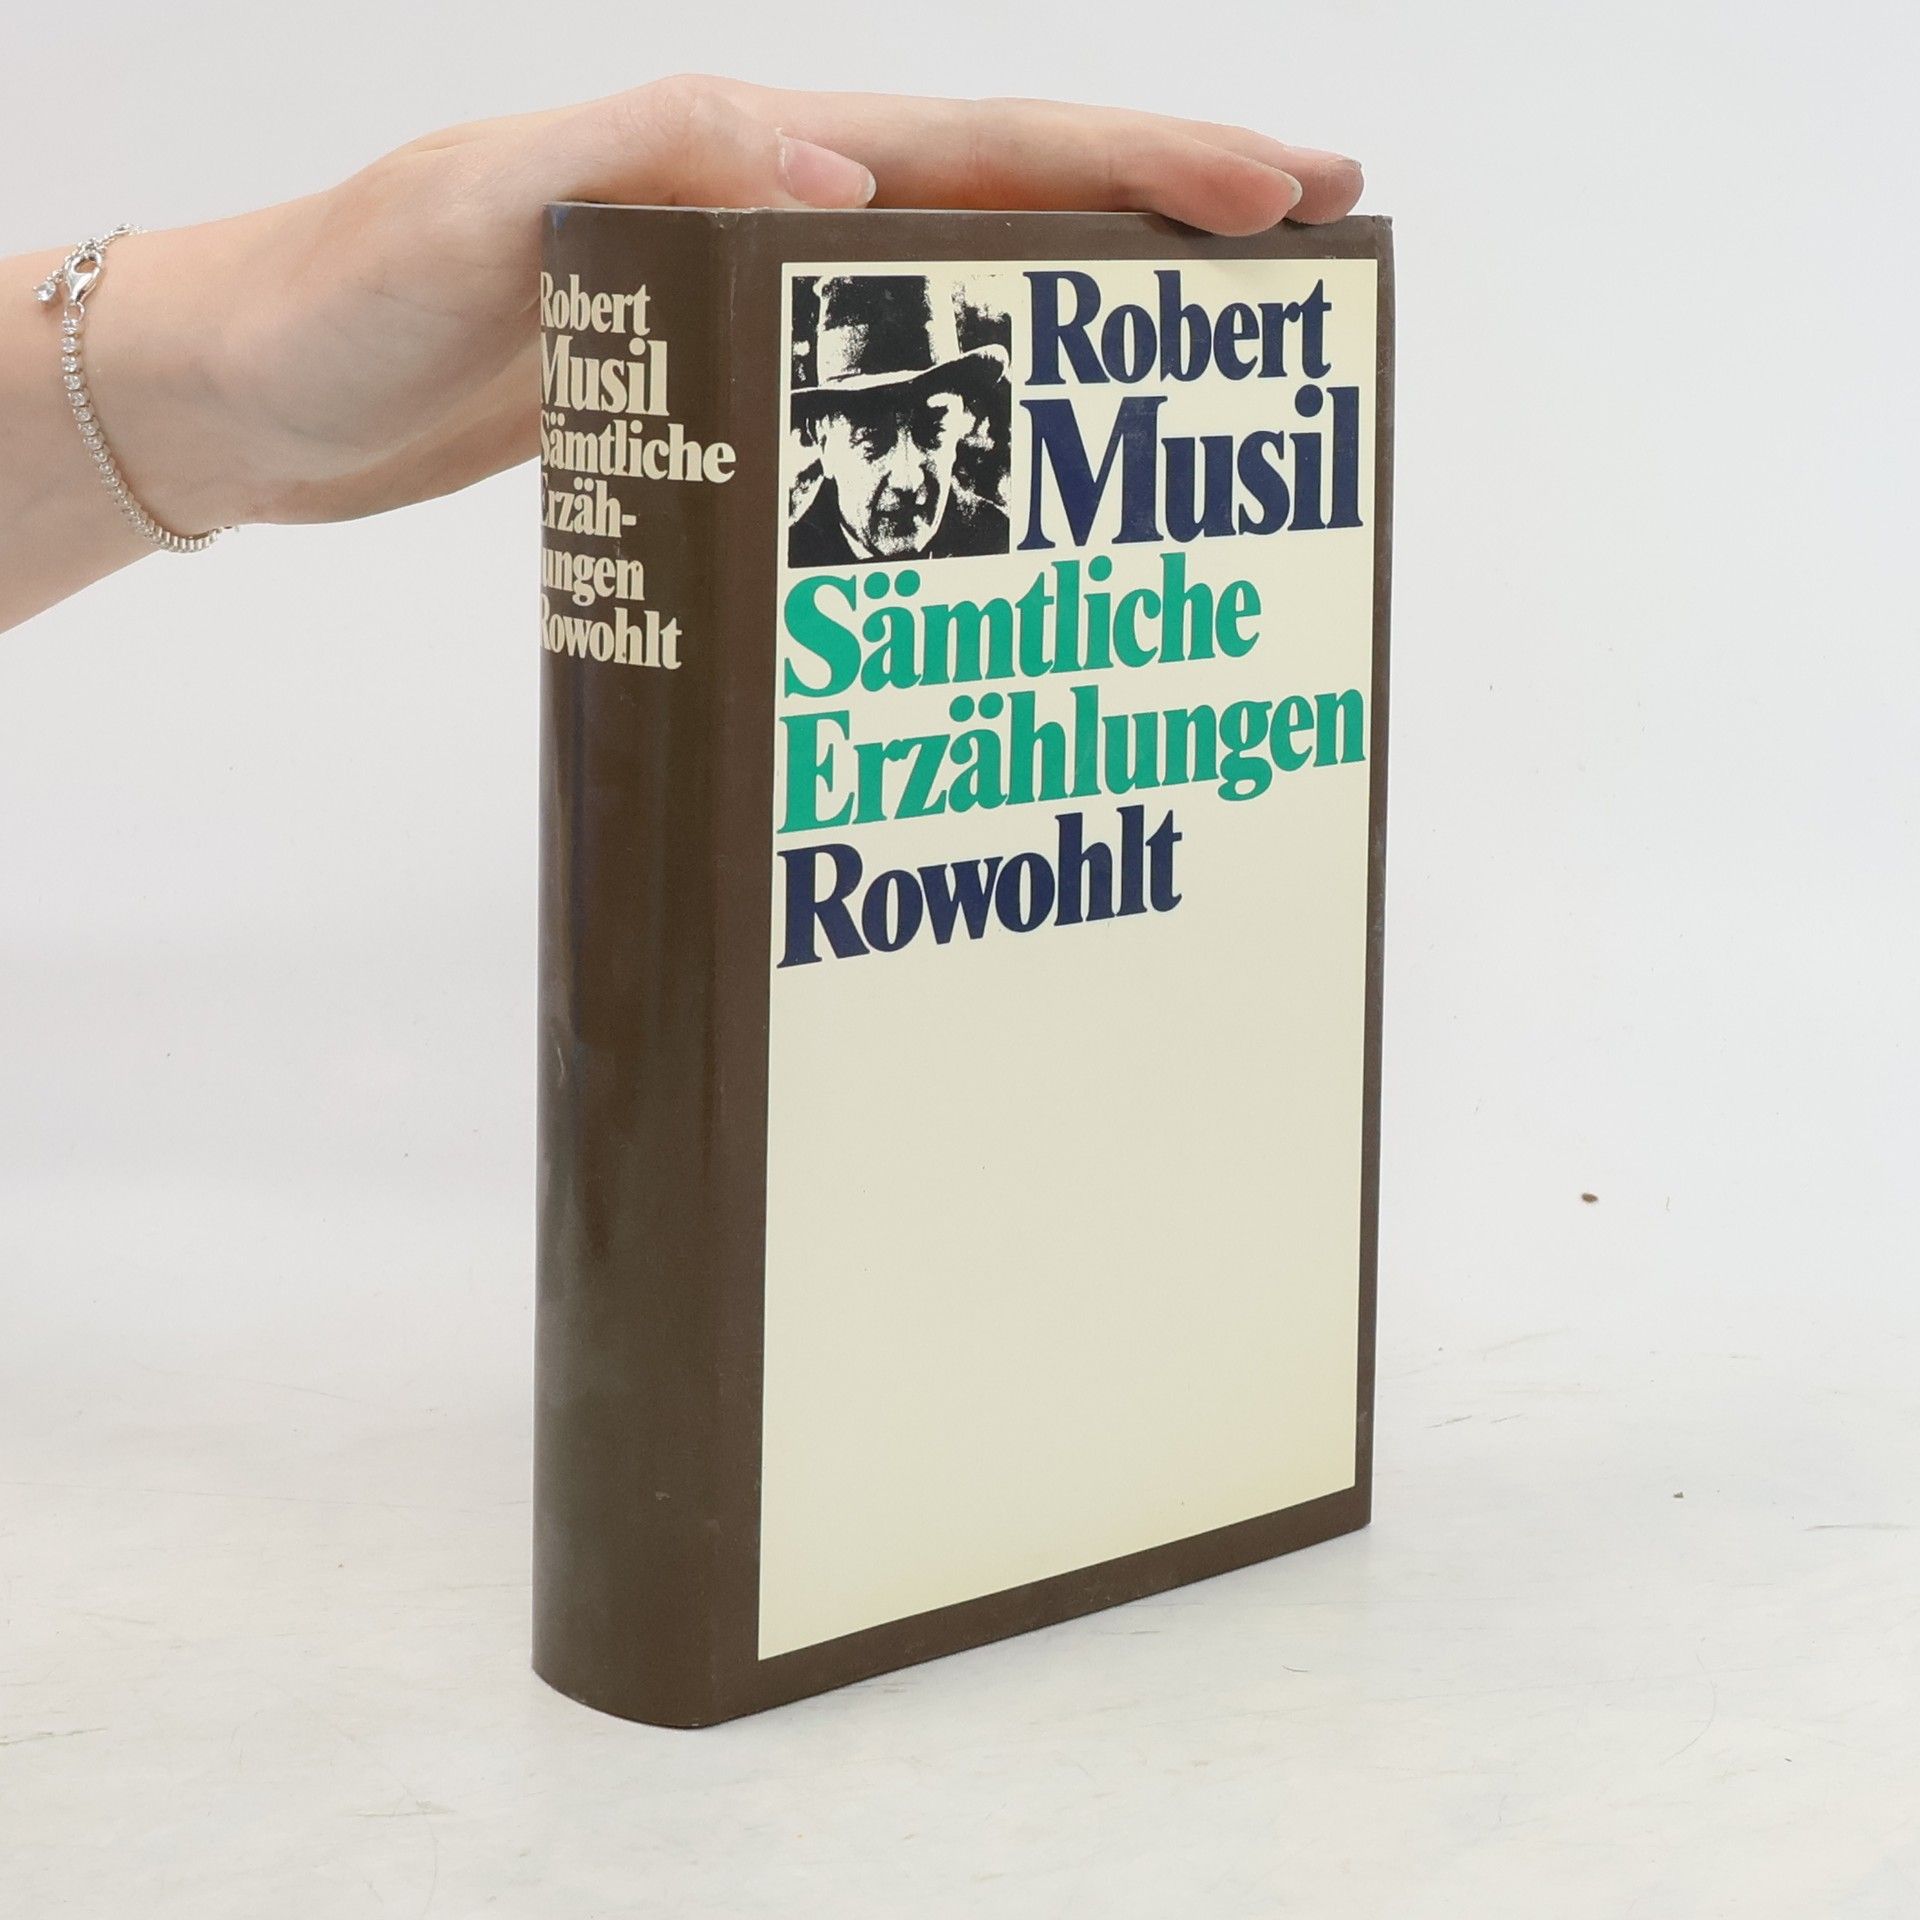 Robert
Musil
Sämtliche
Erzäh-
lungen
Rowohlt
Robert
Musil
Sämtliche
Erzählungen
Rowohlt